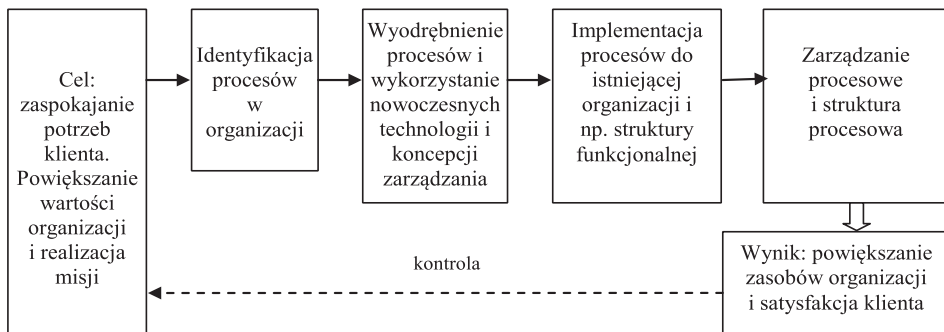 Cel:
zaspokajanie
potrzeb
klienta.
Powiększanie
wartości
organizacji
i realizacja
misji
Identyfikacja
procesów
w
organizacji
Wyodrębnienie
procesów i
wykorzystanie
nowoczesnych
technologii i
koncepcji
zarządzania
Implementacja
procesów do
istniejącej
organizacji i
np. struktury
funkcjonalnej
Zarządzanie
procesowe
i struktura
procesowa
Wynik: powiększanie
zasobów organizacji
i satysfakcja klienta
kontrola